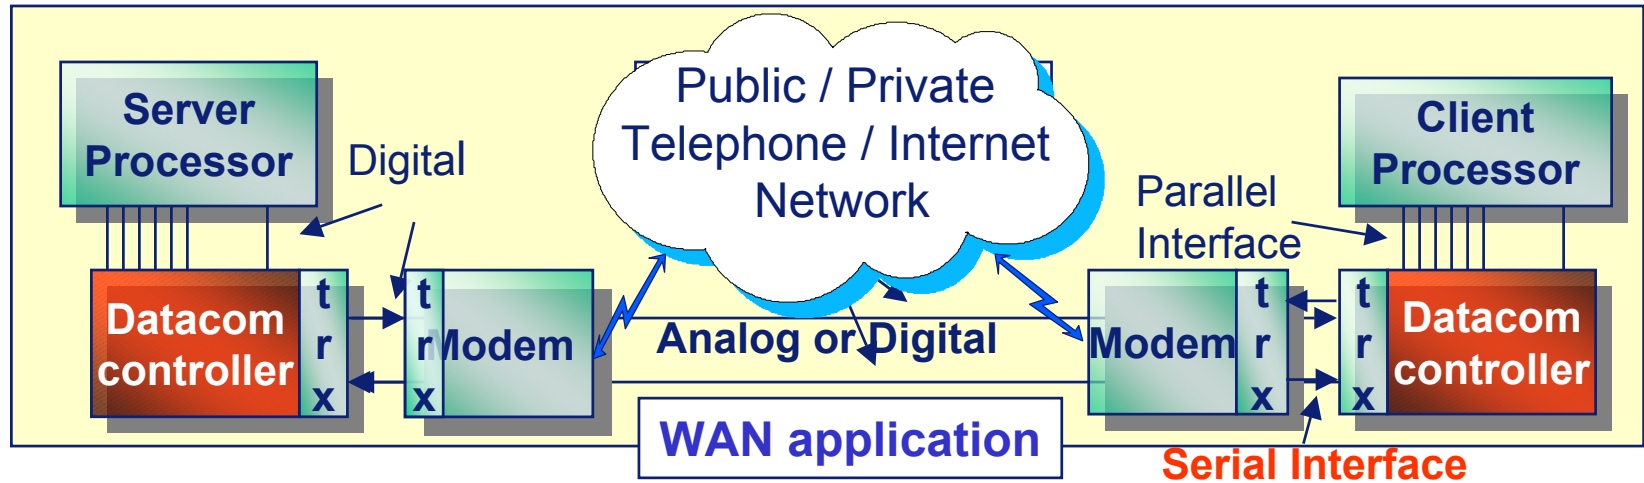 Public / Private
Telephone / Internet
Network
Server
Processor
Digital
Client
Processor
Parallel
Interface
Datacom
controller
t
r
x
t
r
x
Modem
Analog or Digital
Modem
t
r
x
t
r
x
Datacom
controller
WAN application
Serial Interface